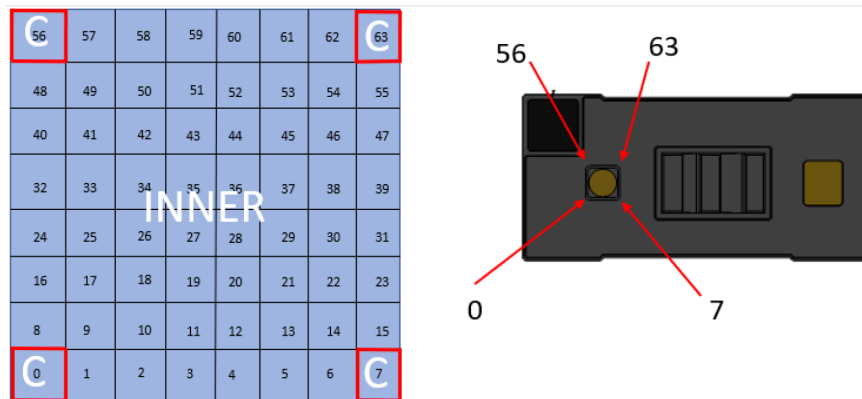 C 56 57 58 59 60 61 62 C 63
48 49 50 51 52 53 54 55
40 41 42 43 44 45 46 47
32 33 34 35 36 37 38 39
INNER
24 25 26 27 28 29 30 31
16 17 18 19 20 21 22 23
8 9 10 11 12 13 14 15
C 0 1 2 3 4 5 6 C 7
56 63
0 7